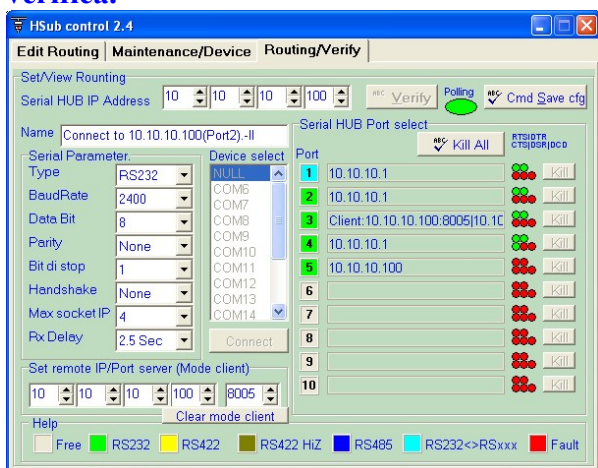 verifica.
HSub control 2.4
Edit Routing Maintenance/Device Routing/Verify
Set/View Rounting
Serial HUB IP Address 10 10 10 100 ABC Verify Polling ABC Cmd Save cfg
Name Connect to 10.10.10.100(Port2).-II
Serial HUB Port select
ABC Kill All RTS|DTR
CTS|DSR|DCD
Serial Parameter.
Device select
Port
Type RS232
BaudRate 2400
Data Bit 8
Parity None
Bit di stop 1
Handshake None
Max socket IP 4
Rx Delay 2.5 Sec
NULL
COM6
COM7
COM8
COM9
COM10
COM11
COM12
COM13
COM14
Connect
1 10.10.10.1 Kill
2 10.10.10.1 Kill
3 Client:10.10.10.100:8005|10.10 Kill
4 10.10.10.1 Kill
5 10.10.10.100 Kill
6 Kill
7 Kill
8 Kill
9 Kill
10 Kill
Set remote IP/Port server (Mode client)
10 10 10 100 8005
Clear mode client
Help
Free RS232 RS422 RS422 HiZ RS485 RS232<>RSxxx Fault